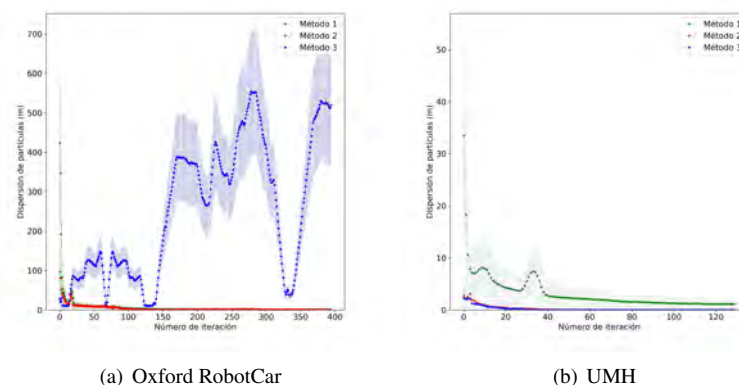 700
600
500
400
300
200
100
0
Dispersión de partículas (m)
0
50
100
150
200
250
300
350
400
Número de iteración
Método 1
Método 2
Método 3
(a) Oxford RobotCar
50
40
30
20
10
0
Dispersión de partículas (m)
0
20
40
60
80
100
120
Número de iteración
Método 1
Método 2
Método 3
(b) UMH